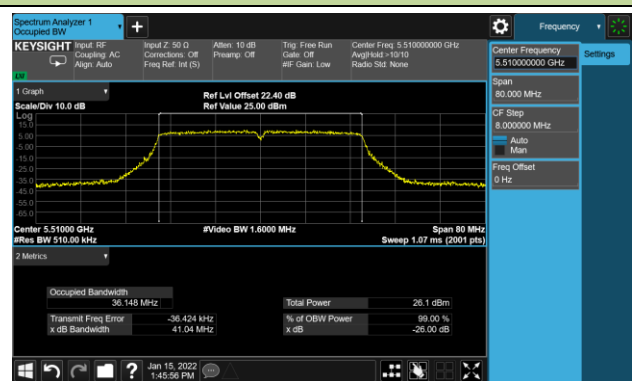 Spectrum Analyzer 1
Occupied BW
Frequency
KEYSIGHT
Input: RF
Coupling: AC
Align: Auto
Input Z: 50 Ω
Corrections: Off
Freq Ref: Int (S)
Atten: 10 dB
Preamp: Off
Trig: Free Run
Gate: Off
#IF Gain: Low
Center Freq: 5.510000000 GHz
Avg|Hold:>10/10
Radio Std: None
LV
Center Frequency
5.510000000 GHz
Settings
Span
80.000 MHz
CF Step
8.000000 MHz
Auto
Man
Freq Offset
0 Hz
1 Graph
Scale/Div 10.0 dB
Ref Lvl Offset 22.40 dB
Ref Value 25.00 dBm
Log
15.0
5.00
-5.00
-15.0
-25.0
-35.0
-45.0
-55.0
-65.0
Center 5.51000 GHz
#Res BW 510.00 kHz
#Video BW 1.6000 MHz
Span 80 MHz
Sweep 1.07 ms (2001 pts)
2 Metrics
Occupied Bandwidth
36.148 MHz
Total Power 26.1 dBm
Transmit Freq Error -36.424 kHz
% of OBW Power 99.00 %
x dB Bandwidth 41.04 MHz
x dB -26.00 dB
?
Jan 15, 2022
1:45:56 PM